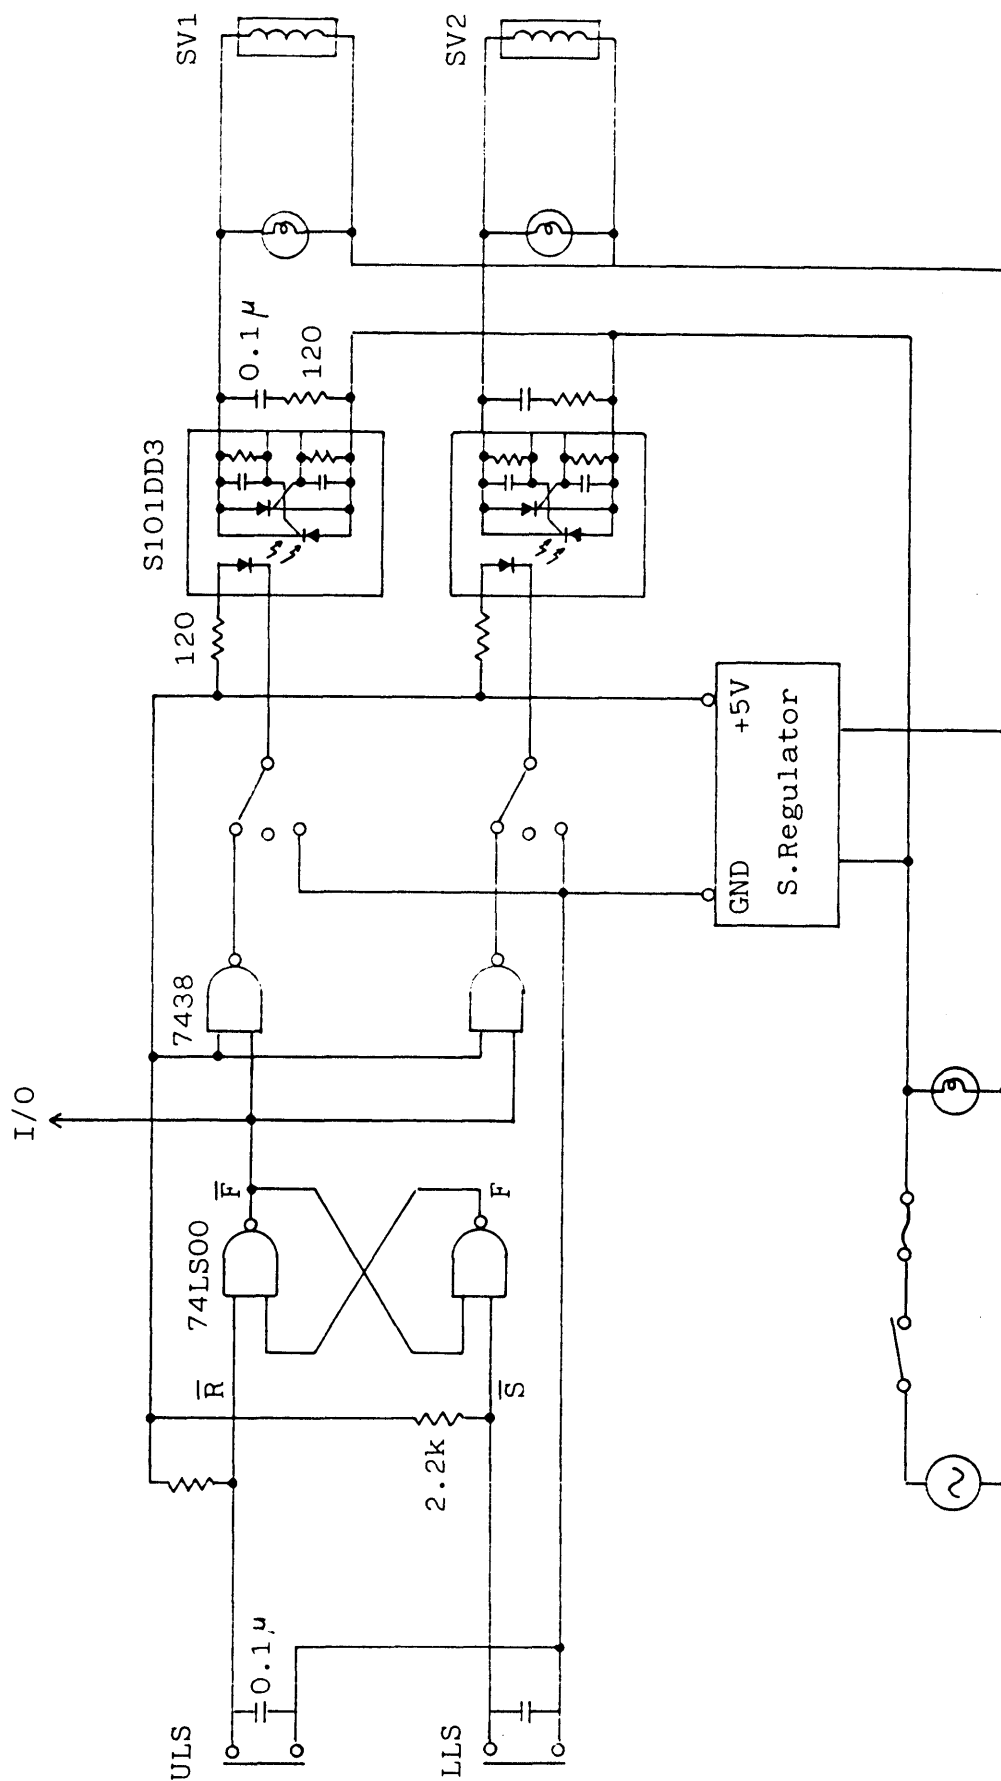 SV1
SV2
0.1μ
120
S101DD3
120
+5V
GND
S.Regulator
7438
I/O
F̅
F
74LS00
R̅
S̅
2.2k
0.1μ
ULS
LLS